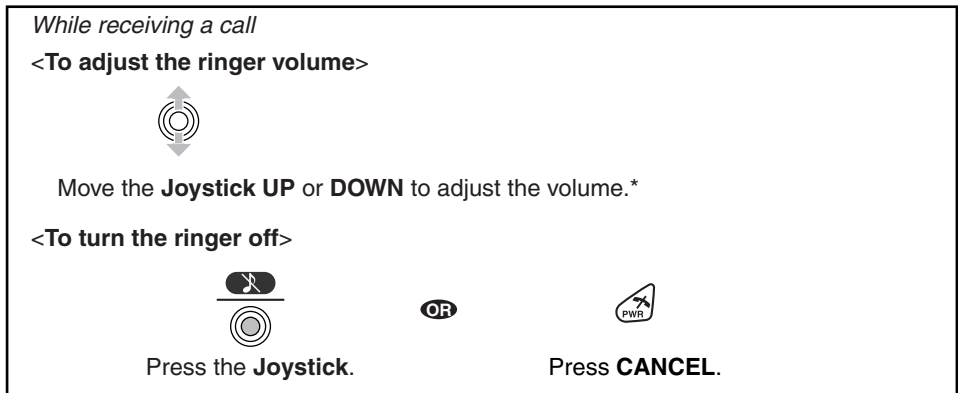 While receiving a call
<To adjust the ringer volume>
Move the Joystick UP or DOWN to adjust the volume.*
<To turn the ringer off>
OR
PWR
Press the Joystick.
Press CANCEL.